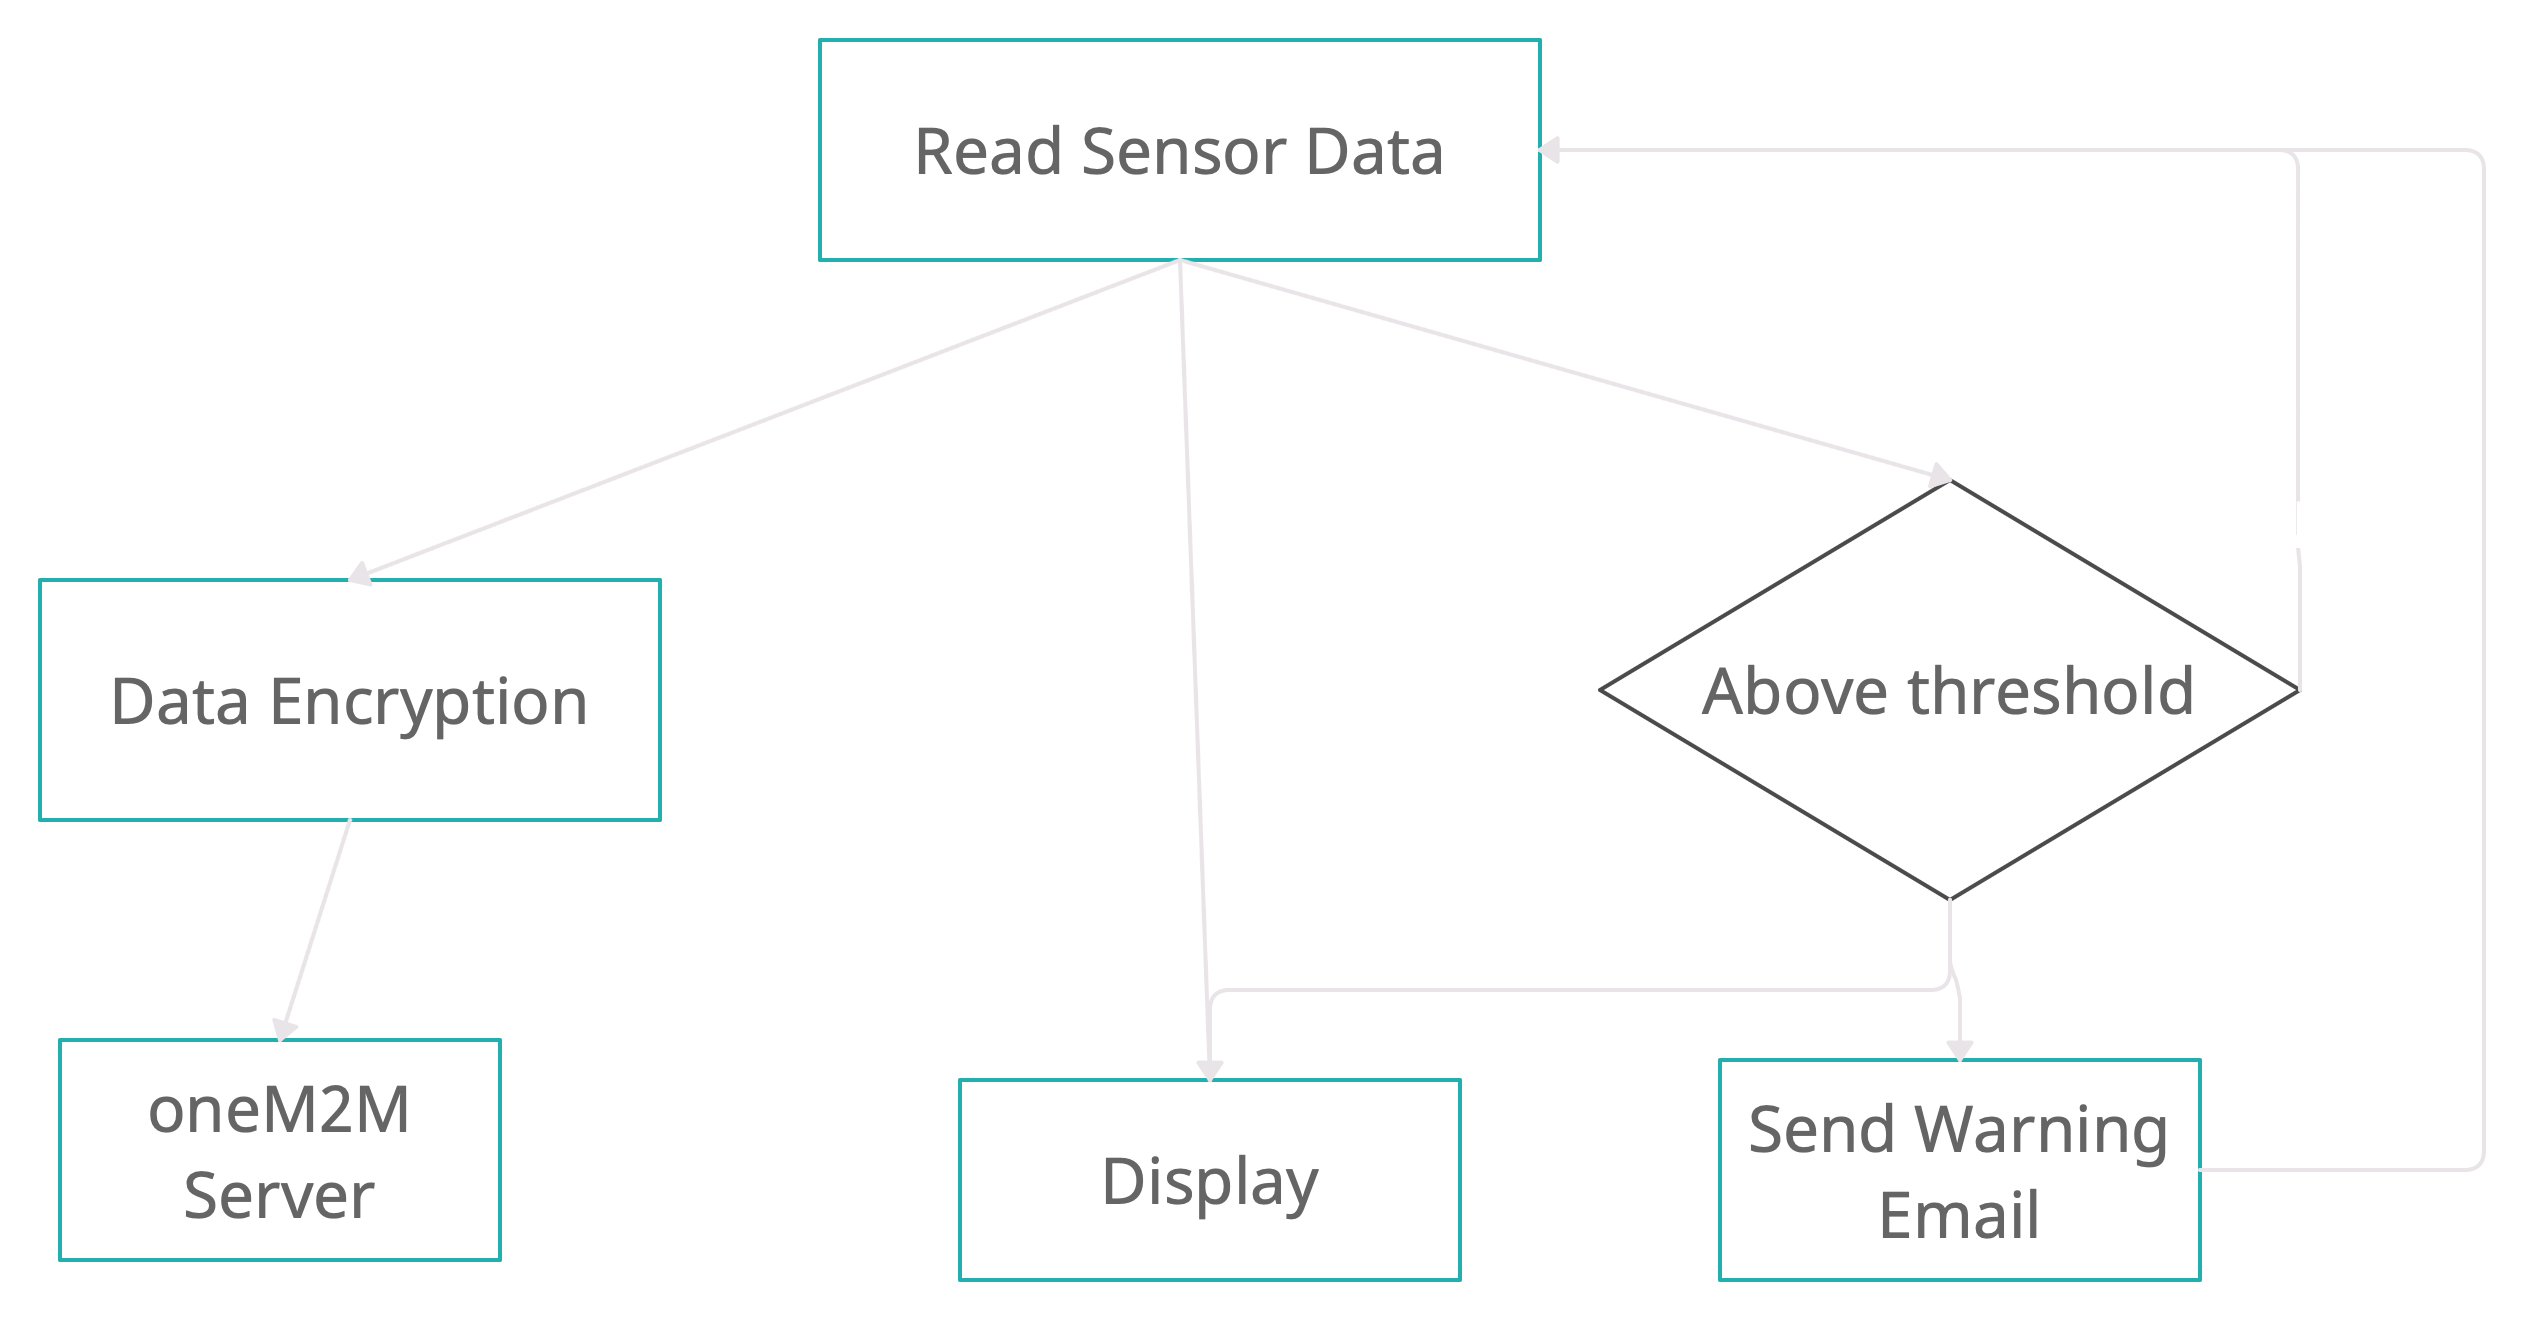 Read Sensor Data
Data Encryption
Above threshold
oneM2M
Server
Display
Send Warning
Email